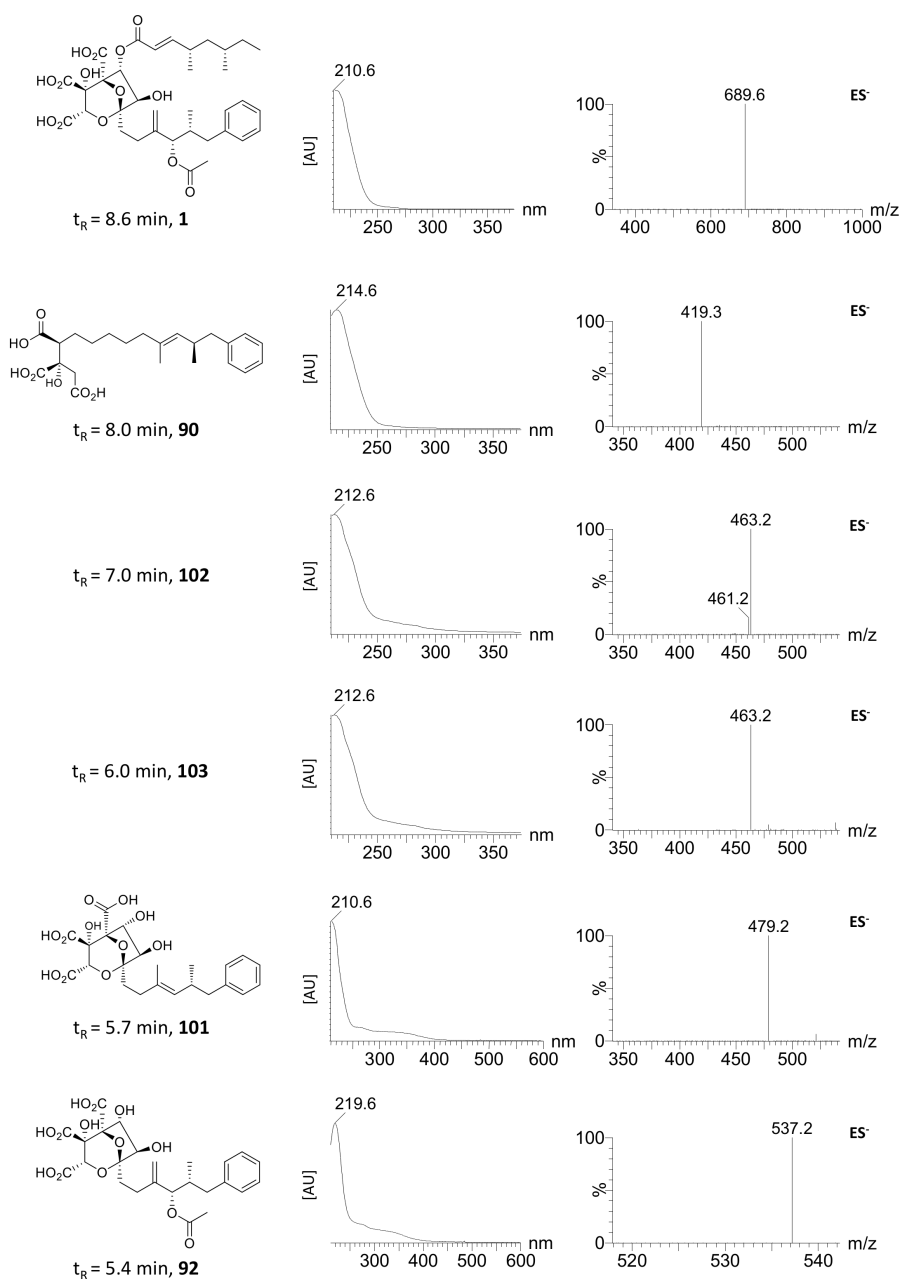 O
HO₂C
O
HO₂C
OH
O
OH
HO₂C
O
O
O
tR = 8.6 min, 1
210.6
[AU]
250 300 350 nm
100
%
0
689.6
ES-
400 600 800 1000 m/z
O
HO
HO₂C
HO
CO₂H
tR = 8.0 min, 90
214.6
[AU]
250 300 350 nm
100
%
0
419.3
ES-
350 400 450 500 m/z
tR = 7.0 min, 102
212.6
[AU]
250 300 350 nm
100
%
0
463.2
461.2
ES-
350 400 450 500 m/z
tR = 6.0 min, 103
212.6
[AU]
250 300 350 nm
100
%
0
463.2
ES-
350 400 450 500 m/z
O OH
OH
OH
HO₂C
O
OH
HO₂C
O
tR = 5.7 min, 101
210.6
[AU]
300 400 500 600 nm
100
%
0
479.2
ES-
350 400 450 500 m/z
HO₂C OH
HO₂C
OH
O
OH
HO₂C
O
O
O
tR = 5.4 min, 92
219.6
[AU]
300 400 500 600 nm
100
%
0
537.2
ES-
520 530 540 m/z